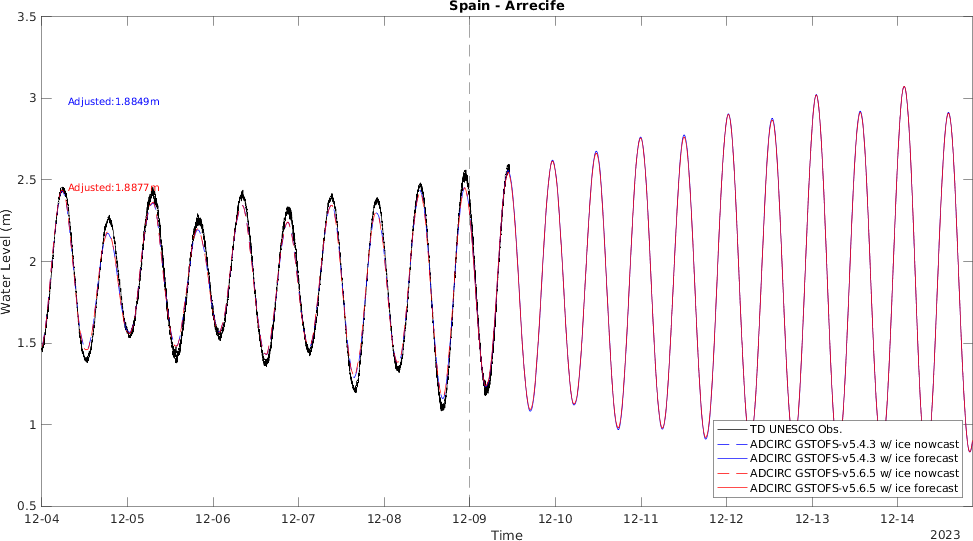 Spain - Arrecife
3.5
3
2.5
2
1.5
1
0.5
Water Level (m)
Adjusted:1.8849m
Adjusted:1.8877m
TD UNESCO Obs.
ADCIRC GSTOFS-v5.4.3 w/ ice nowcast
ADCIRC GSTOFS-v5.4.3 w/ ice forecast
ADCIRC GSTOFS-v5.6.5 w/ ice nowcast
ADCIRC GSTOFS-v5.6.5 w/ ice forecast
12-04 12-05 12-06 12-07 12-08 12-09 12-10 12-11 12-12 12-13 12-14
Time
2023